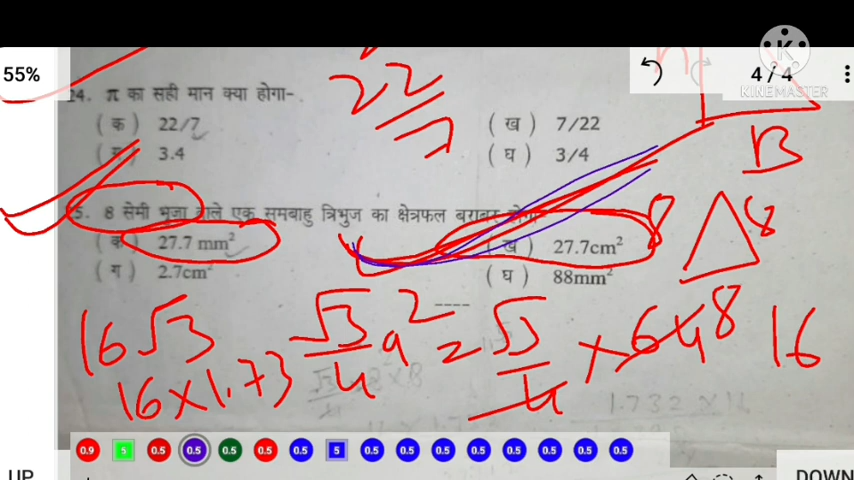 55%
4/4
KINEMASTER
24. π का सही मान क्या होगा-
( क ) 22/7
( ख ) 7/22
3.4
( घ ) 3/4
22/7
B
8 सेमी भुजा वाले एक समबाहु त्रिभुज का क्षेत्रफल बराबर होगा
( क ) 27.7 mm²
( ख ) 27.7cm²
( ग ) 2.7cm²
( घ ) 88mm²
8 8
16√3
√3/4 a² = √3/4 × 64 8 16
16×1.73
1.732 × 16
0.9 5 0.5 0.5 0.5 0.5 0.5 5 0.5 0.5 0.5 0.5 0.5 0.5 0.5 0.5
UP
DOWN